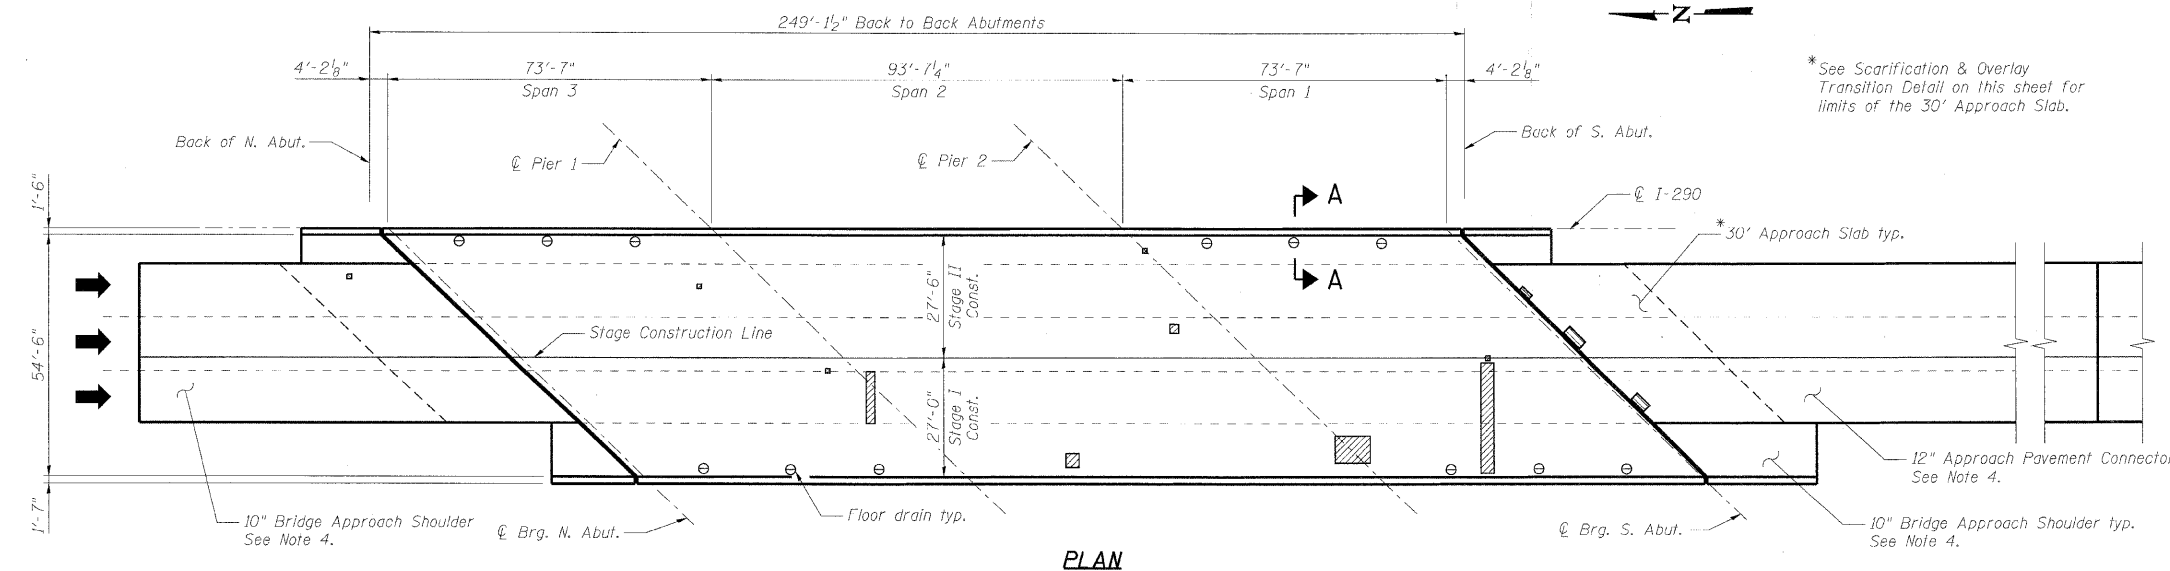 249'-1½" Back to Back Abutments
N
4'-2⅛"
73'-7"
93'-7¼"
73'-7"
4'-2⅛"
Span 3
Span 2
Span 1
*See Scarification & Overlay
Transition Detail on this sheet for
limits of the 30' Approach Slab.
Back of N. Abut.
℄ Pier 1
℄ Pier 2
Back of S. Abut.
1'-6"
A
℄ I-290
*30' Approach Slab typ.
A
54'-6"
27'-6"
Stage II
Const.
Stage Construction Line
27'-0"
Stage I
Const.
12" Approach Pavement Connector
See Note 4.
1'-7"
10" Bridge Approach Shoulder
See Note 4.
℄ Brg. N. Abut.
Floor drain typ.
℄ Brg. S. Abut.
10" Bridge Approach Shoulder typ.
See Note 4.
PLAN